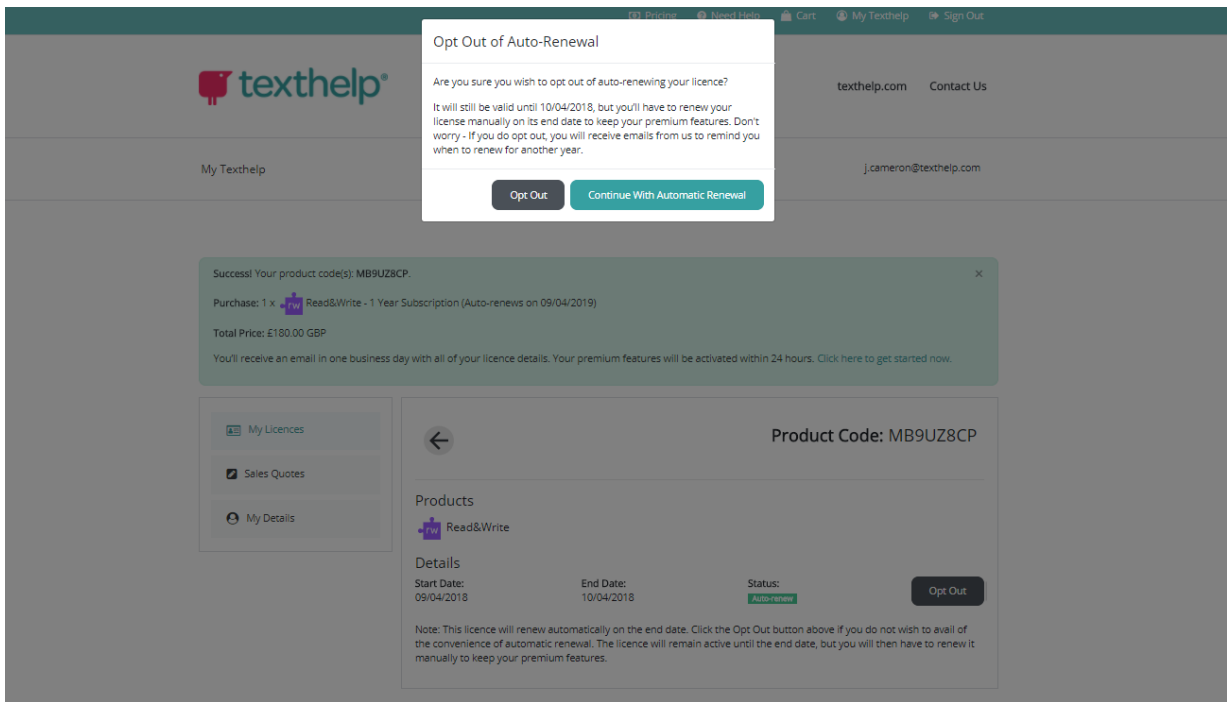 Pricing Need Help Cart My Texthelp Sign Out
Opt Out of Auto-Renewal
Are you sure you wish to opt out of auto-renewing your licence?
It will still be valid until 10/04/2018, but you'll have to renew your
license manually on its end date to keep your premium features. Don't
worry - If you do opt out, you will receive emails from us to remind you
when to renew for another year.
Opt Out Continue With Automatic Renewal
texthelp®
texthelp.com Contact Us
My Texthelp
j.cameron@texthelp.com
Success! Your product code(s): MB9UZ8CP. ×
Purchase: 1 x rw Read&Write - 1 Year Subscription (Auto-renews on 09/04/2019)
Total Price: £180.00 GBP
You'll receive an email in one business day with all of your licence details. Your premium features will be activated within 24 hours. Click here to get started now.
My Licences
Sales Quotes
My Details
Product Code: MB9UZ8CP
Products
rw Read&Write
Details
Start Date: End Date: Status:
09/04/2018 10/04/2018 Auto-renew
Opt Out
Note: This licence will renew automatically on the end date. Click the Opt Out button above if you do not wish to avail of
the convenience of automatic renewal. The licence will remain active until the end date, but you will then have to renew it
manually to keep your premium features.